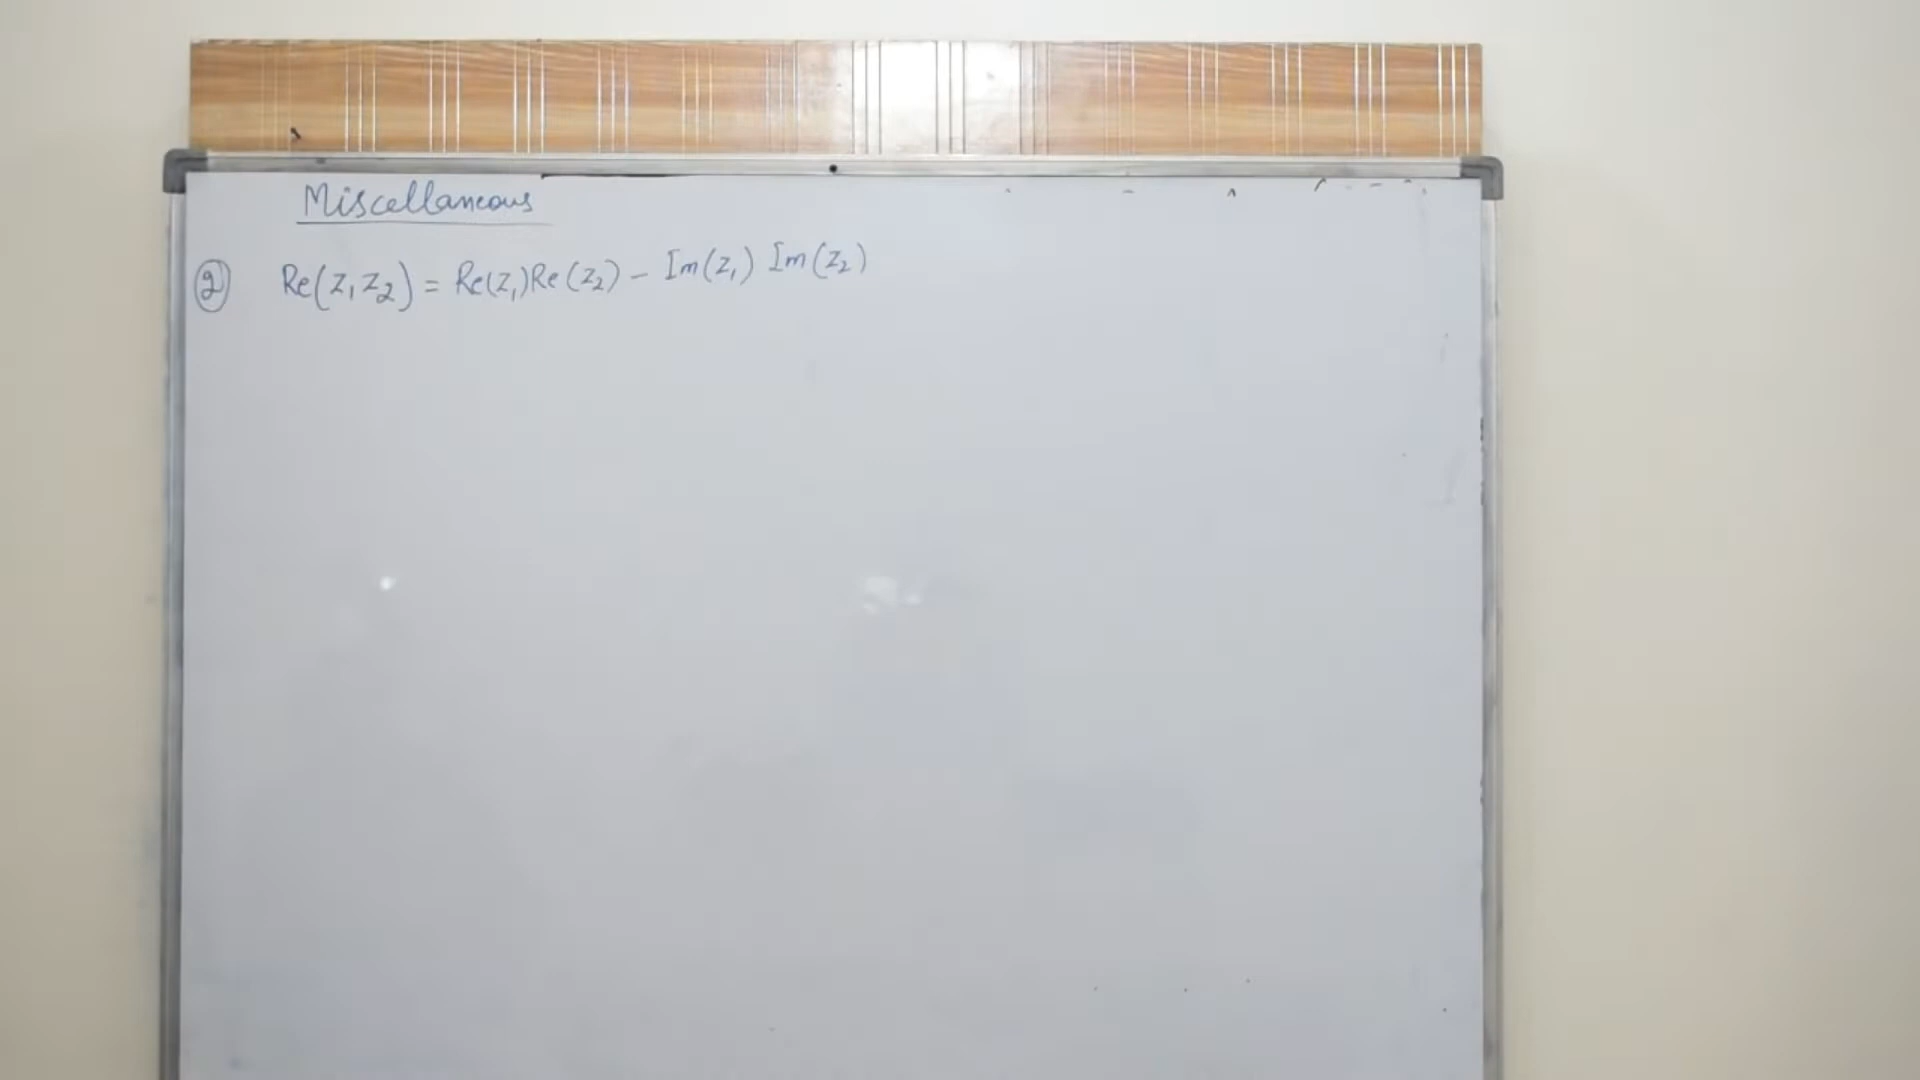 Miscellaneous
2 Re(z₁z₂) = Re(z₁)Re(z₂) - Im(z₁) Im(z₂)